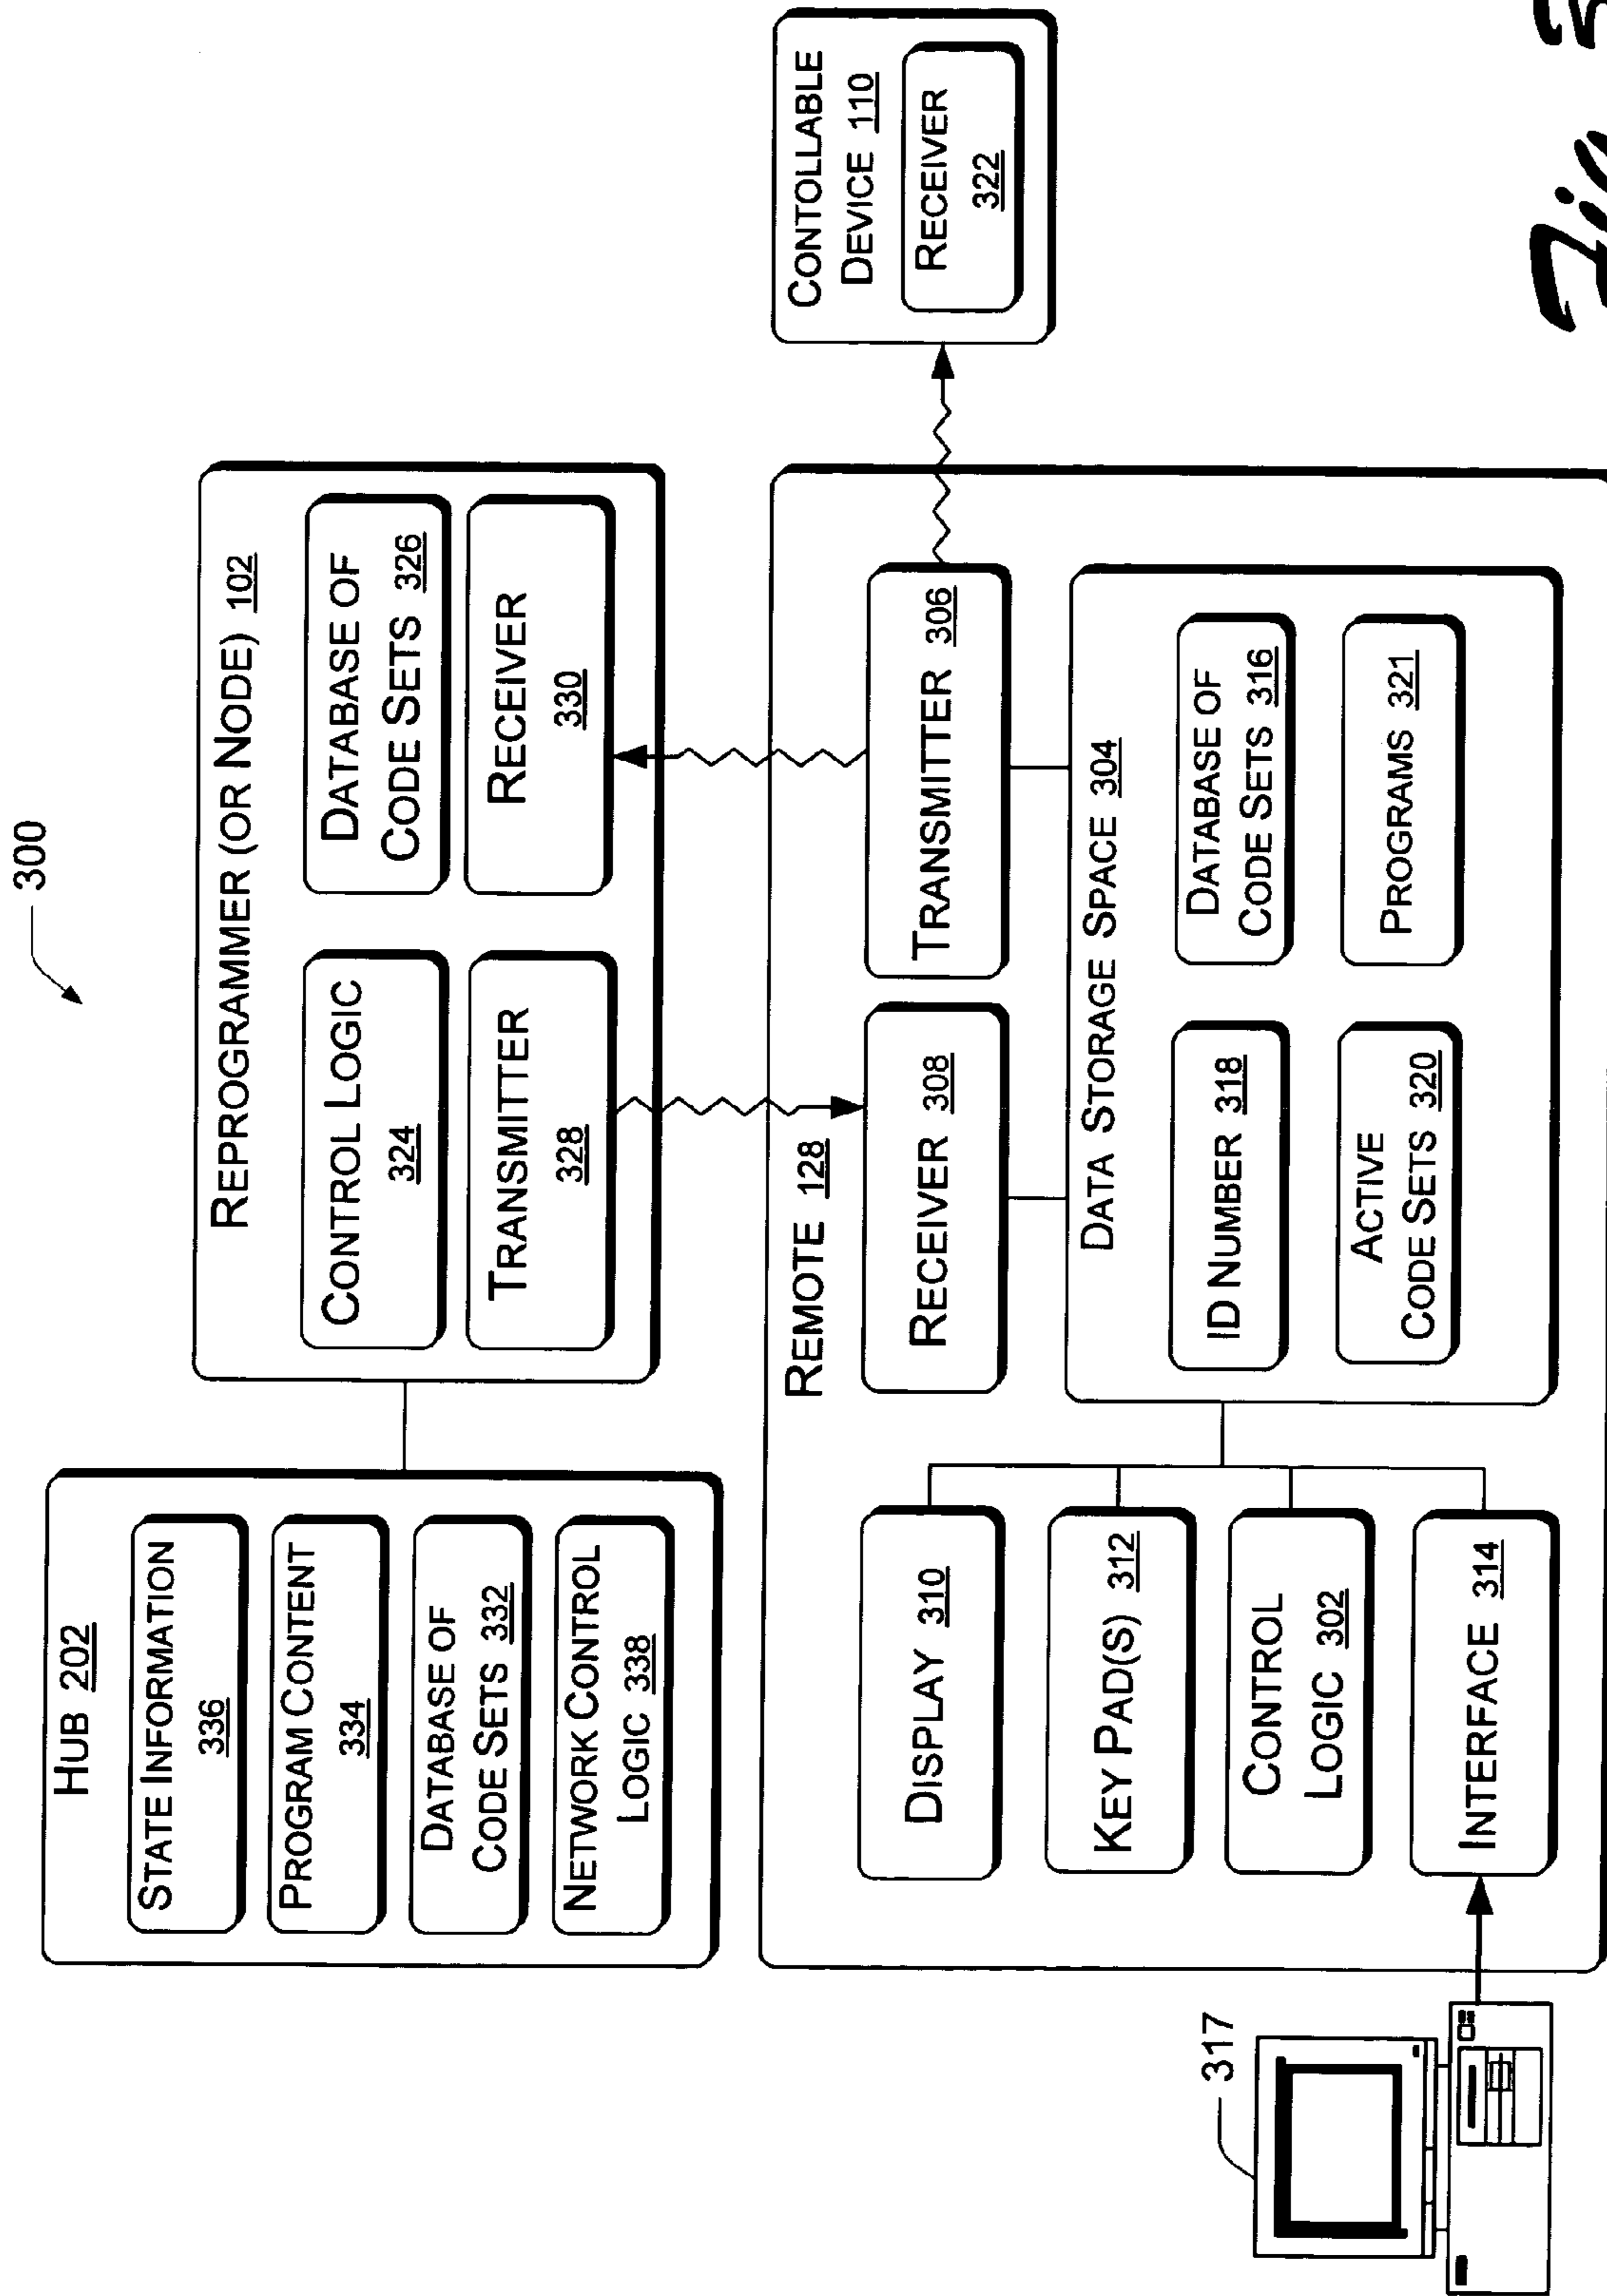 300
HUB 202
STATE INFORMATION
336
PROGRAM CONTENT
334
DATABASE OF
CODE SETS 332
NETWORK CONTROL
LOGIC 338
REPROGRAMMER (OR NODE) 102
CONTROL LOGIC
324
DATABASE OF
CODE SETS 326
TRANSMITTER
328
RECEIVER
330
REMOTE 128
DISPLAY 310
KEY PAD(S) 312
CONTROL
LOGIC 302
INTERFACE 314
RECEIVER 308
TRANSMITTER 306
DATA STORAGE SPACE 304
ID NUMBER 318
DATABASE OF
CODE SETS 316
ACTIVE
CODE SETS 320
PROGRAMS 321
CONTOLLABLE
DEVICE 110
RECEIVER
322
317